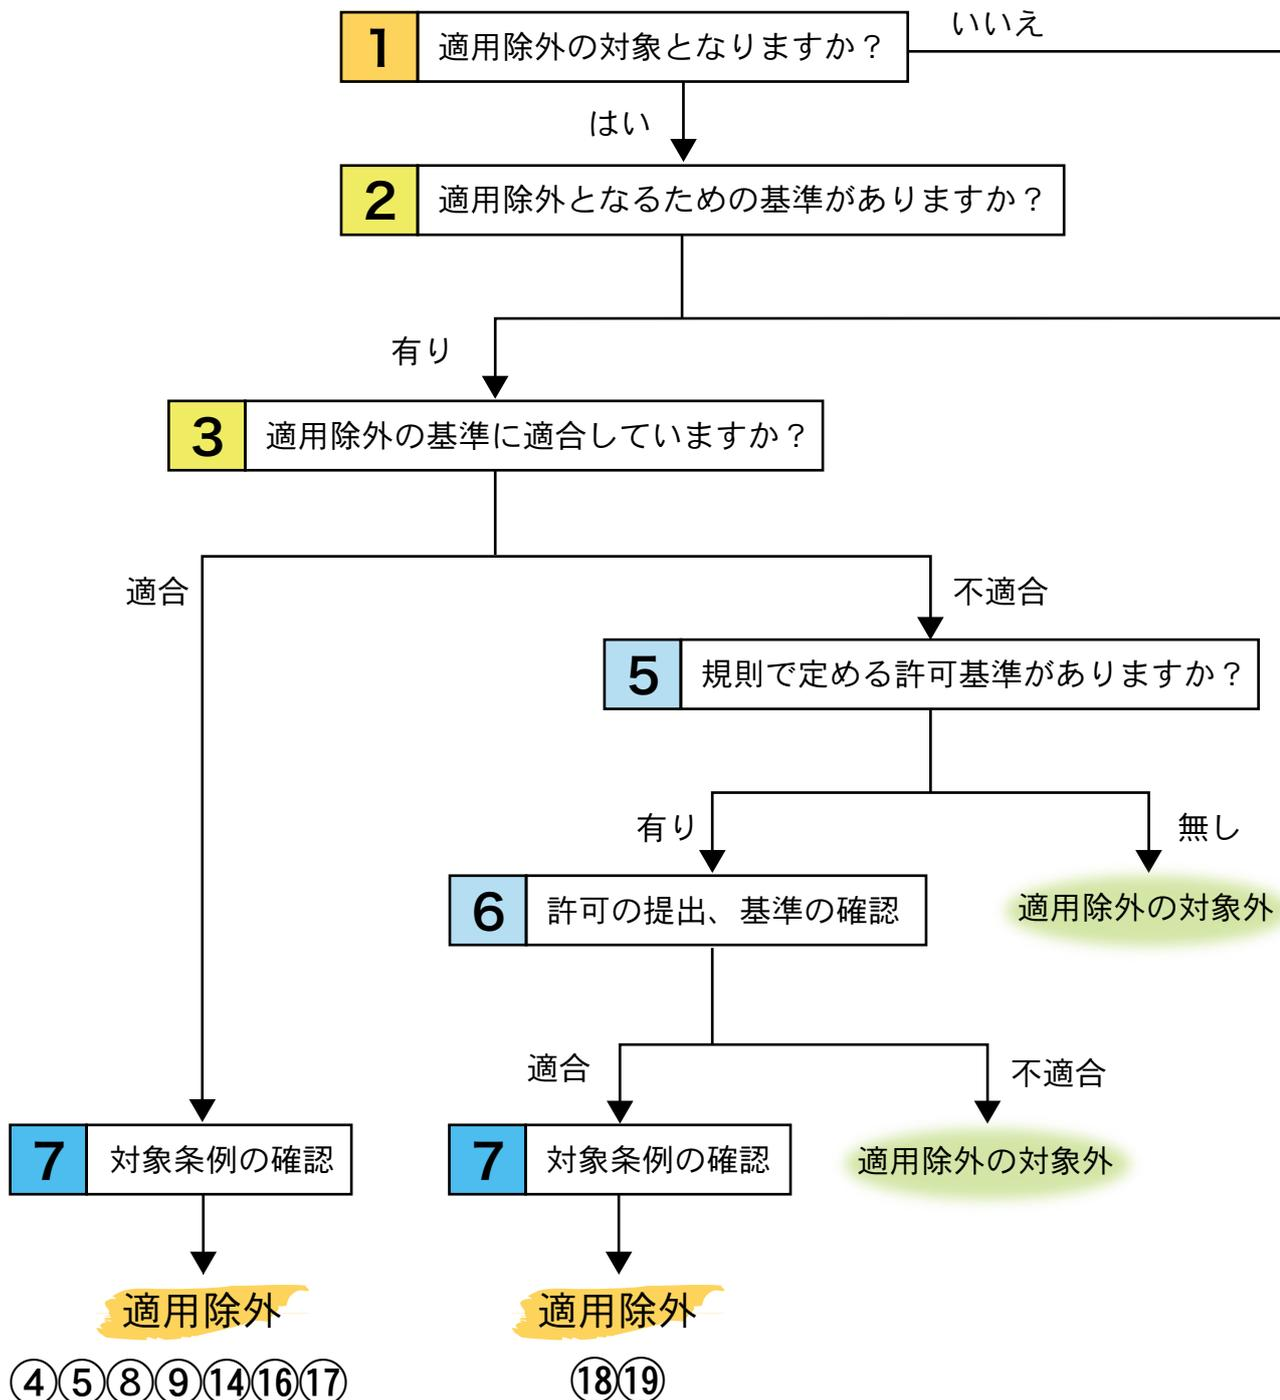 1 適用除外の対象となりますか？
いいえ
はい
2 適用除外となるための基準がありますか？
有り
3 適用除外の基準に適合していますか？
適合
不適合
5 規則で定める許可基準がありますか？
有り
無し
6 許可の提出、基準の確認
適用除外の対象外
適合
不適合
7 対象条例の確認
7 対象条例の確認
適用除外の対象外
適用除外
適用除外
④⑤⑧⑨⑭⑯⑰
⑱⑲